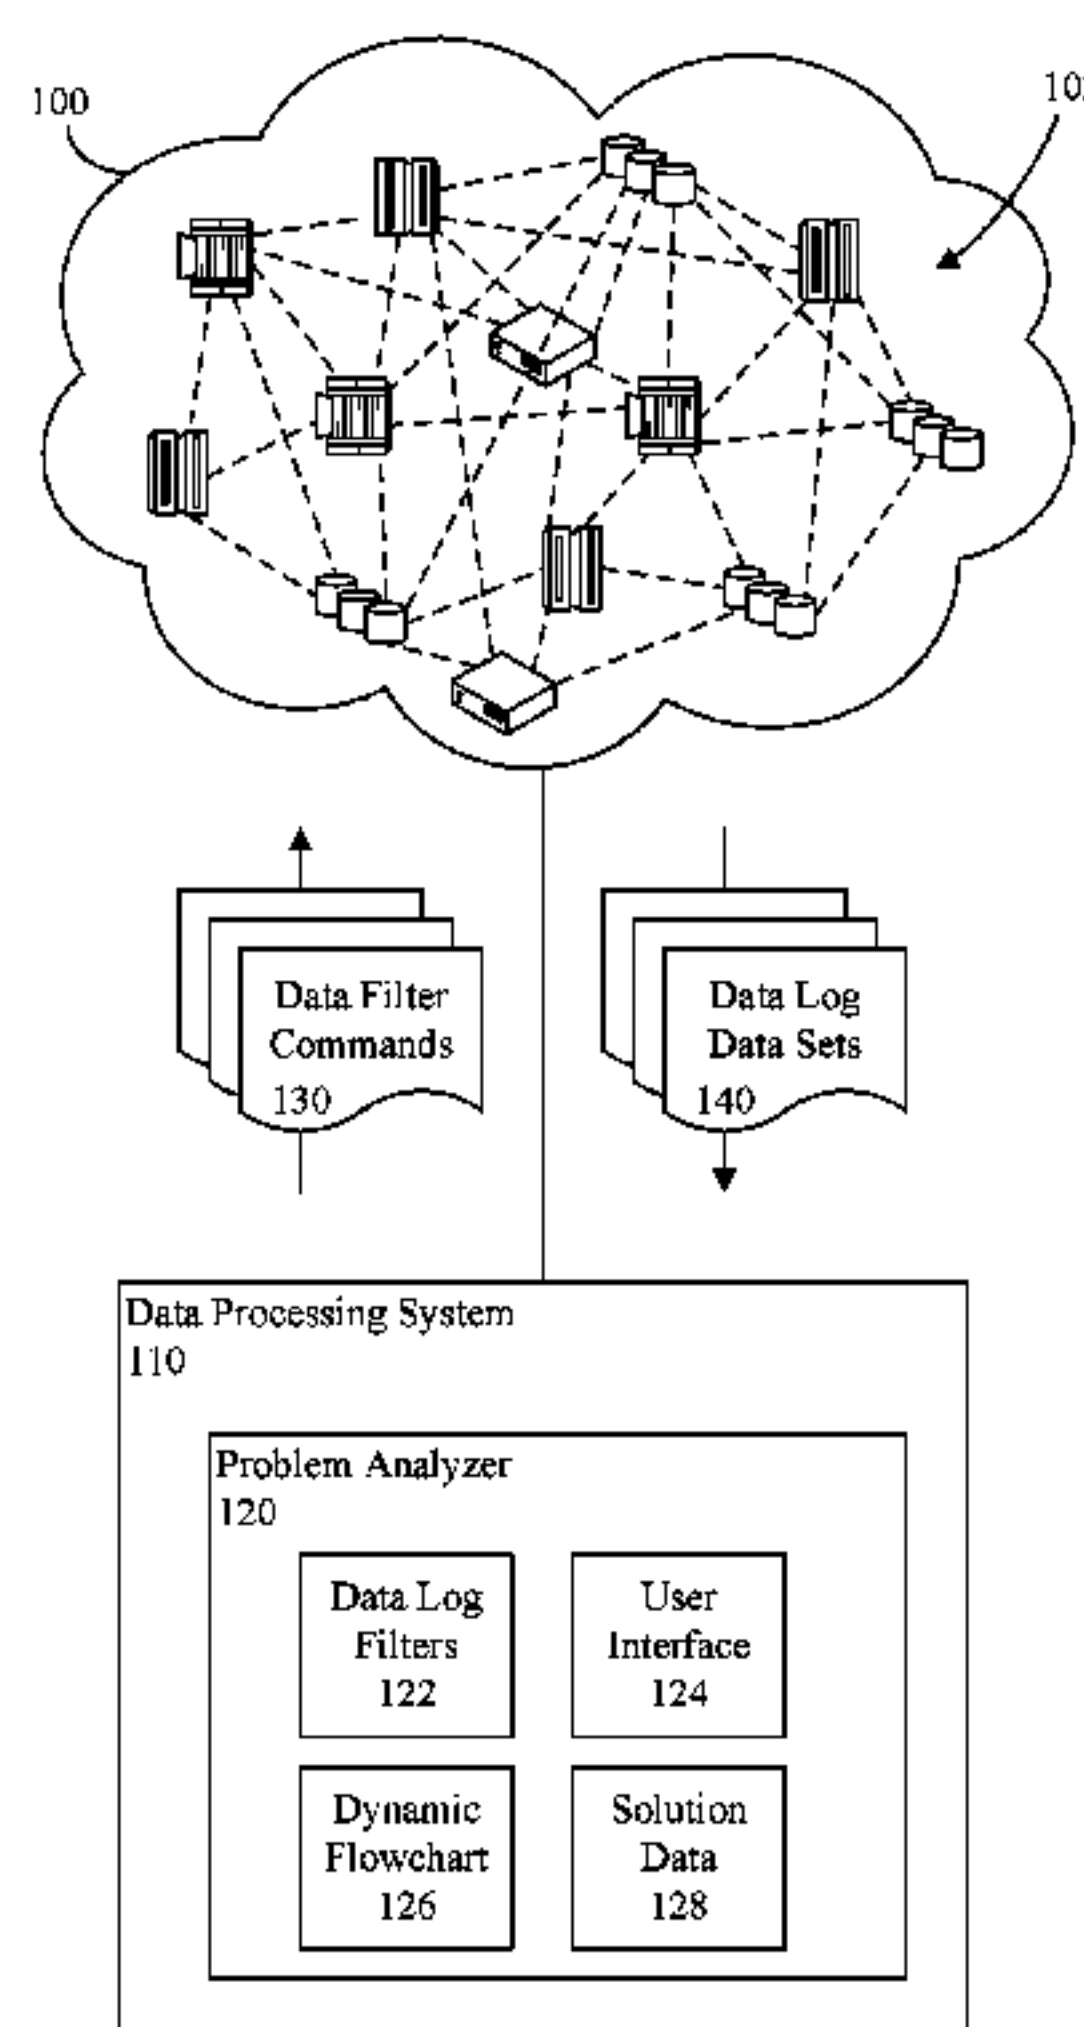 100
Data Filter
Commands
130
Data Log
Data Sets
140
Data Processing System
110
Problem Analyzer
120
Data Log
Filters
122
User
Interface
124
Dynamic
Flowchart
126
Solution
Data
128